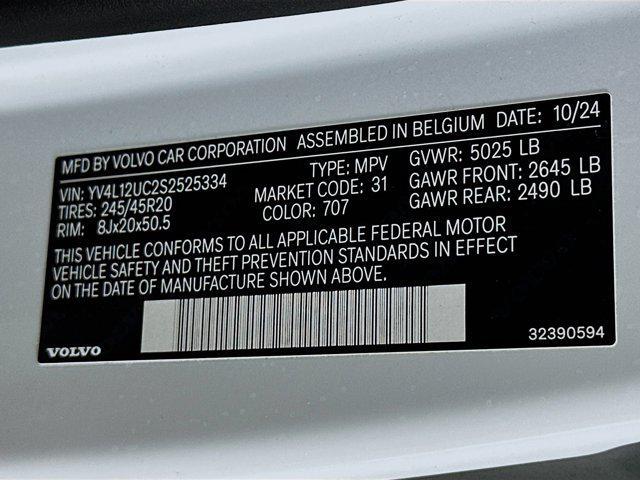 MFD BY VOLVO CAR CORPORATION ASSEMBLED IN BELGIUM DATE: 10/24
VIN: YV4L12UC2S2525334 TYPE: MPV GVWR: 5025 LB
TIRES: 245/45R20 MARKET CODE: 31 GAWR FRONT: 2645 LB
RIM: 8Jx20x50.5 COLOR: 707 GAWR REAR: 2490 LB
THIS VEHICLE CONFORMS TO ALL APPLICABLE FEDERAL MOTOR
VEHICLE SAFETY AND THEFT PREVENTION STANDARDS IN EFFECT
ON THE DATE OF MANUFACTURE SHOWN ABOVE.
VOLVO 32390594